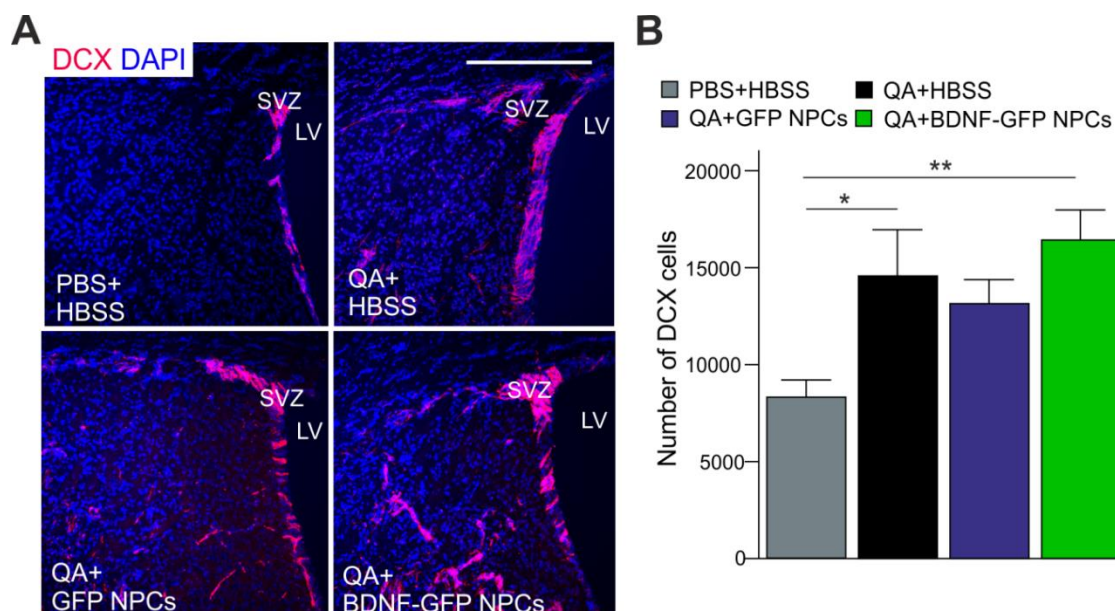 A
DCX DAPI
SVZ
LV
PBS+
HBSS
SVZ
LV
QA+
HBSS
SVZ
LV
QA+
GFP NPCs
SVZ
LV
QA+
BDNF-GFP NPCs
B
PBS+HBSS QA+HBSS
QA+GFP NPCs QA+BDNF-GFP NPCs
Number of DCX cells
20000
15000
10000
5000
0
**
*